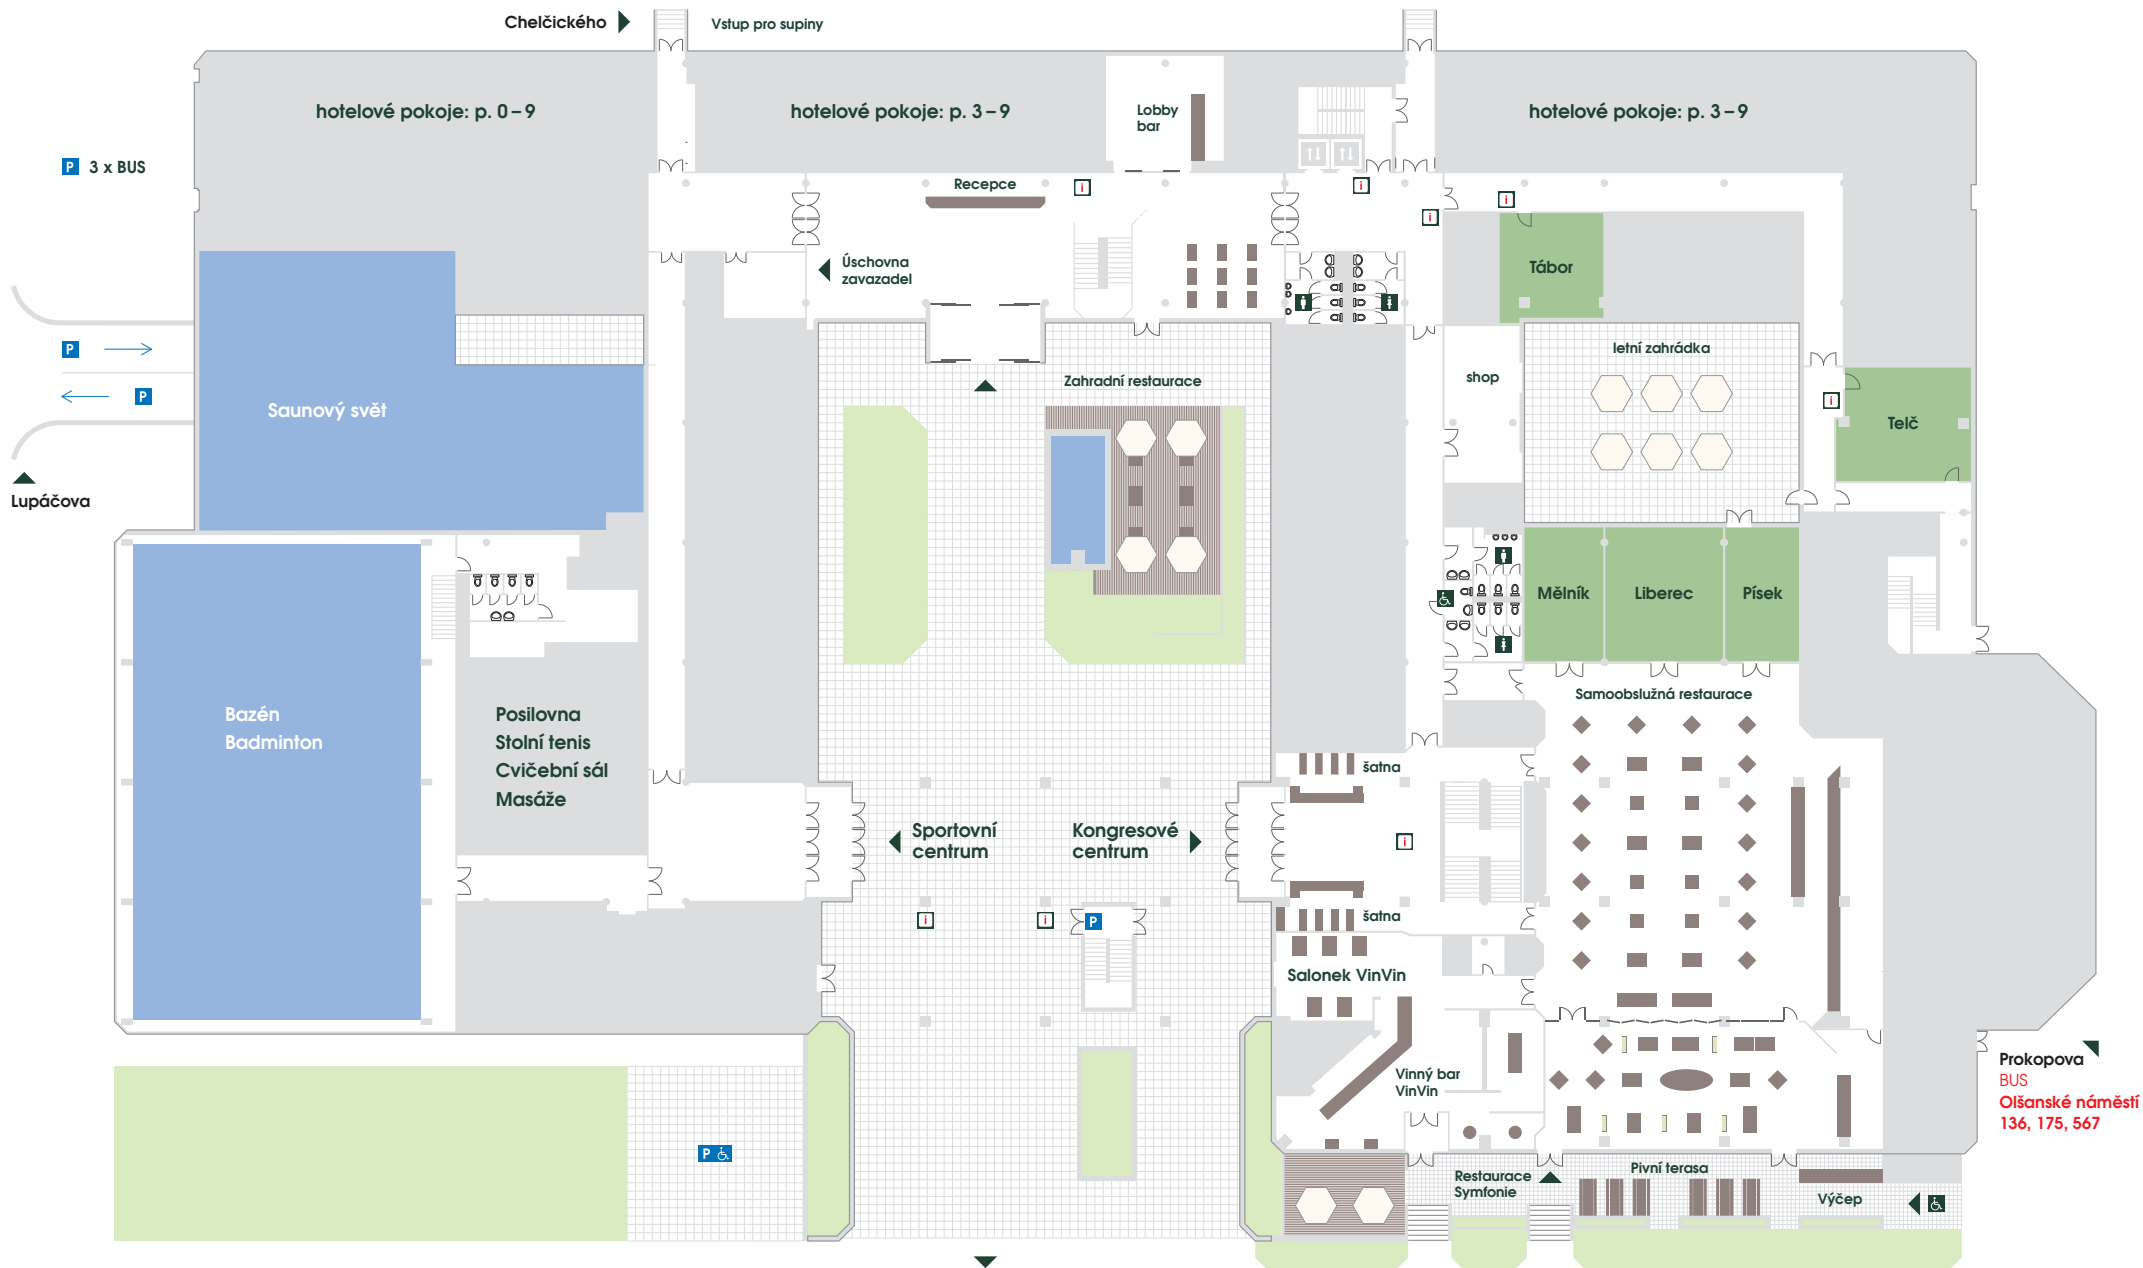 Chelčického
Vstup pro supiny
hotelové pokoje: p. 0 – 9
hotelové pokoje: p. 3 – 9
Lobby
bar
hotelové pokoje: p. 3 – 9
P 3 x BUS
Recepce
i
i
i
i
Úschovna
zavazadel
Tábor
P
P
letní zahrádka
shop
Zahradní restaurace
i
Telč
Saunový svět
Lupáčova
Mělník
Liberec
Písek
Samoobslužná restaurace
Bazén
Badminton
Posilovna
Stolní tenis
Cvičební sál
Masáže
šatna
Sportovní
centrum
Kongresové
centrum
i
šatna
i
i
P
Salonek VinVin
Vinný bar
VinVin
Prokopova
BUS
Olšanské náměstí
136, 175, 567
P
Restaurace
Symfonie
Pivní terasa
Výčep